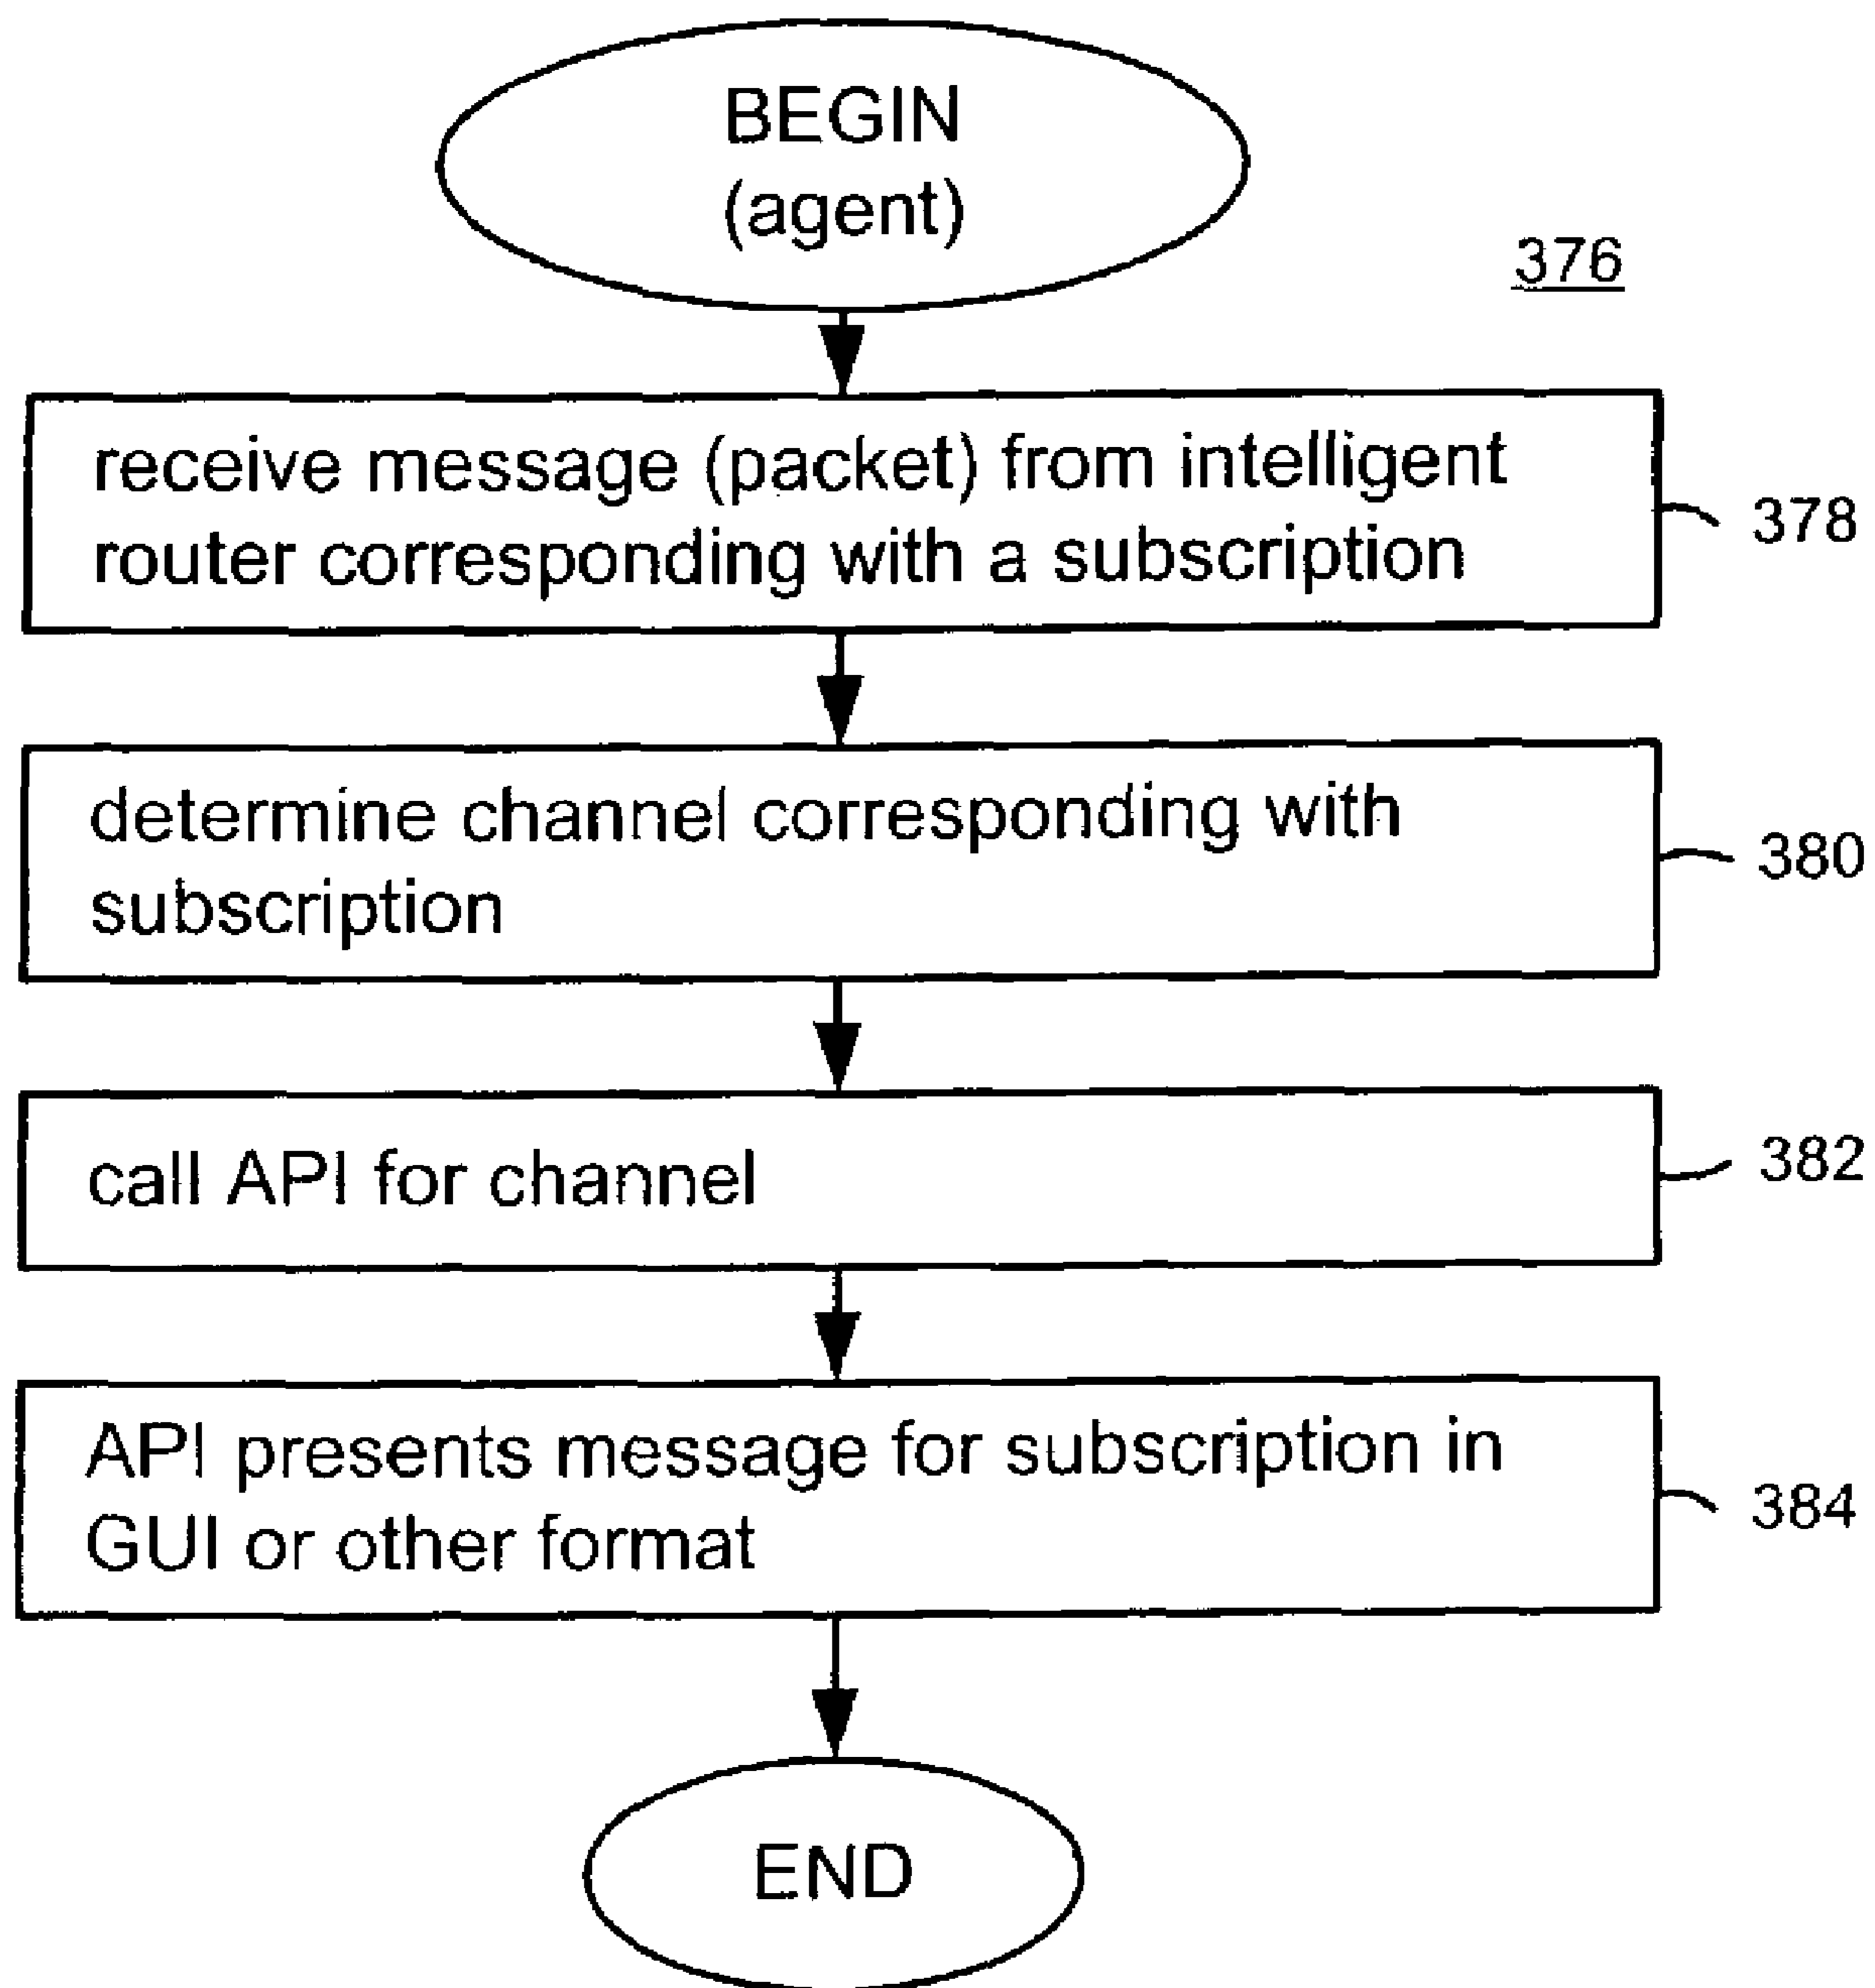 BEGIN
(agent)
376
receive message (packet) from intelligent
router corresponding with a subscription
378
determine channel corresponding with
subscription
380
call API for channel
382
API presents message for subscription in
GUI or other format
384
END